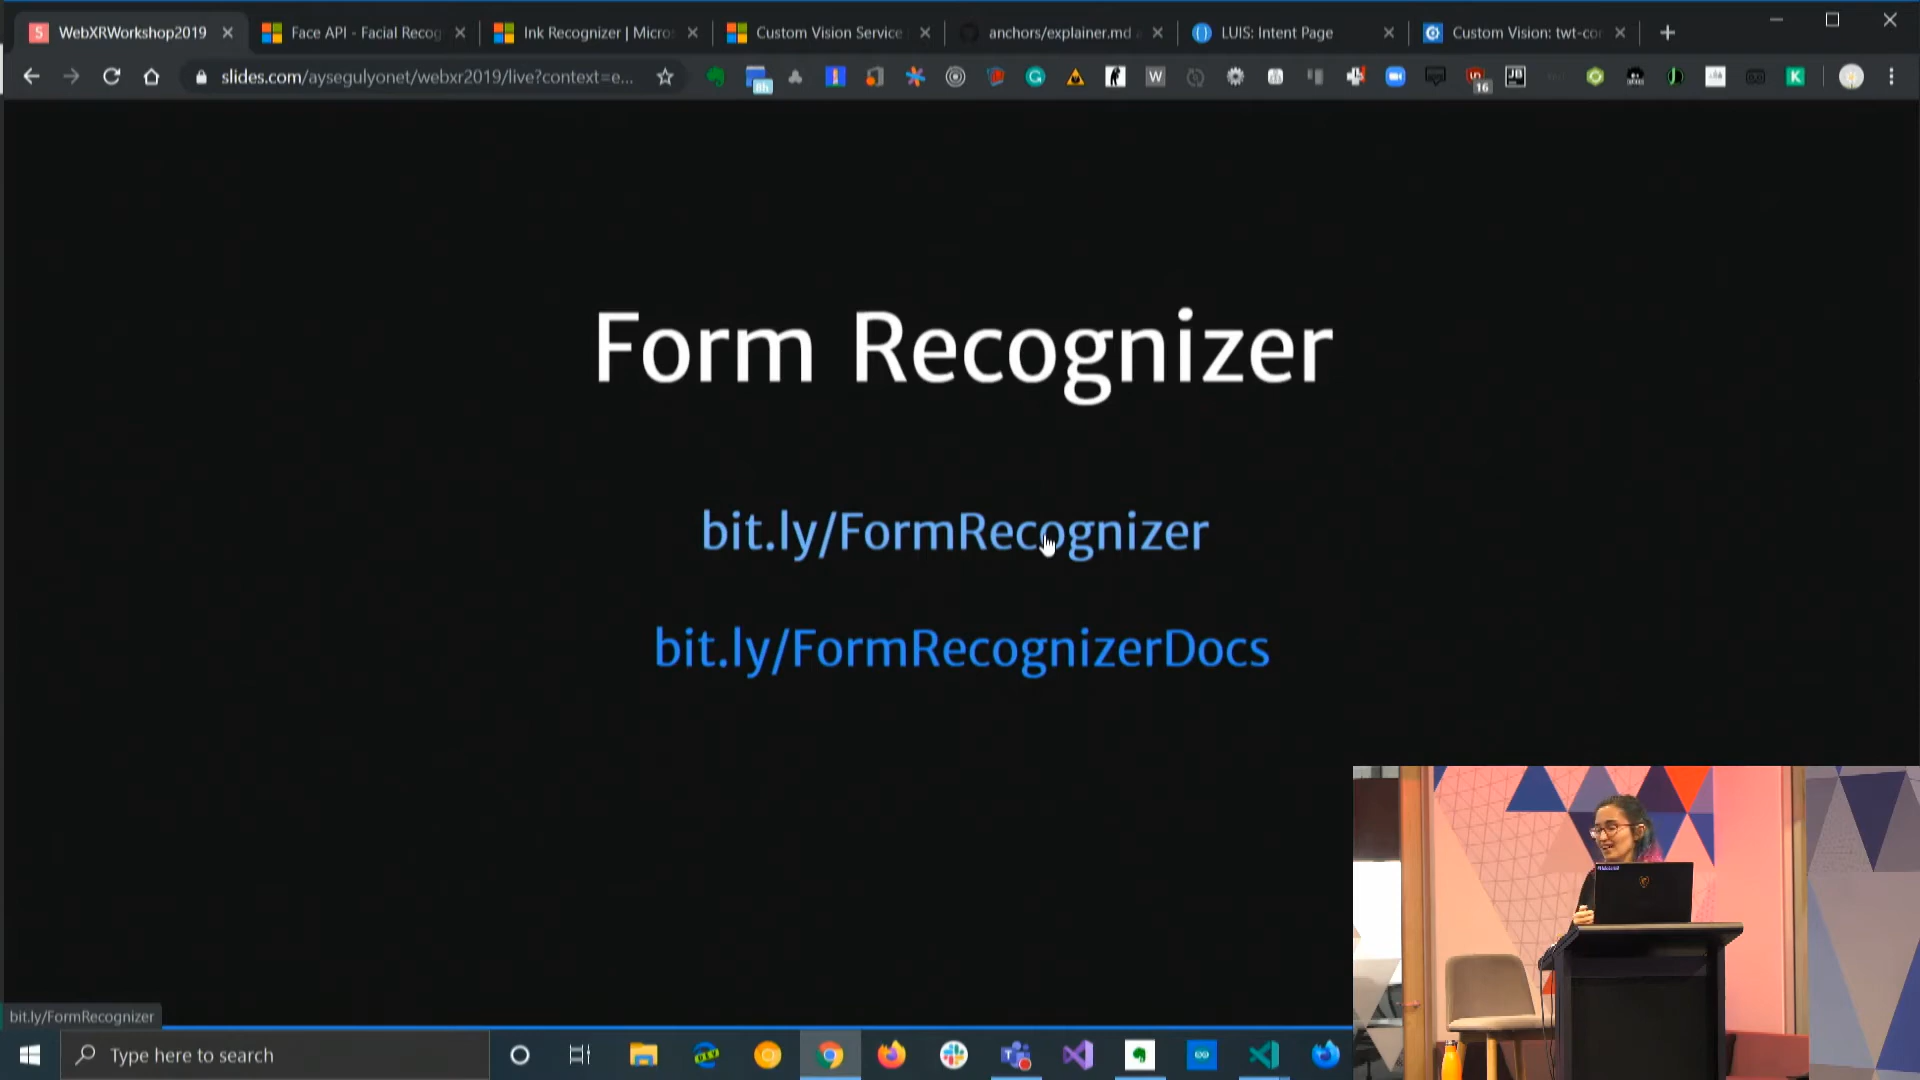 WebXRWorkshop2019
Face API - Facial Recog
Ink Recognizer | Micro
Custom Vision Service
anchors/explainer.md
LUIS: Intent Page
Custom Vision: twt-cor
slides.com/aysegulyonet/webxr2019/live?context=e...
8h
16
Form Recognizer
bit.ly/FormRecognizer
bit.ly/FormRecognizerDocs
bit.ly/FormRecognizer
Type here to search